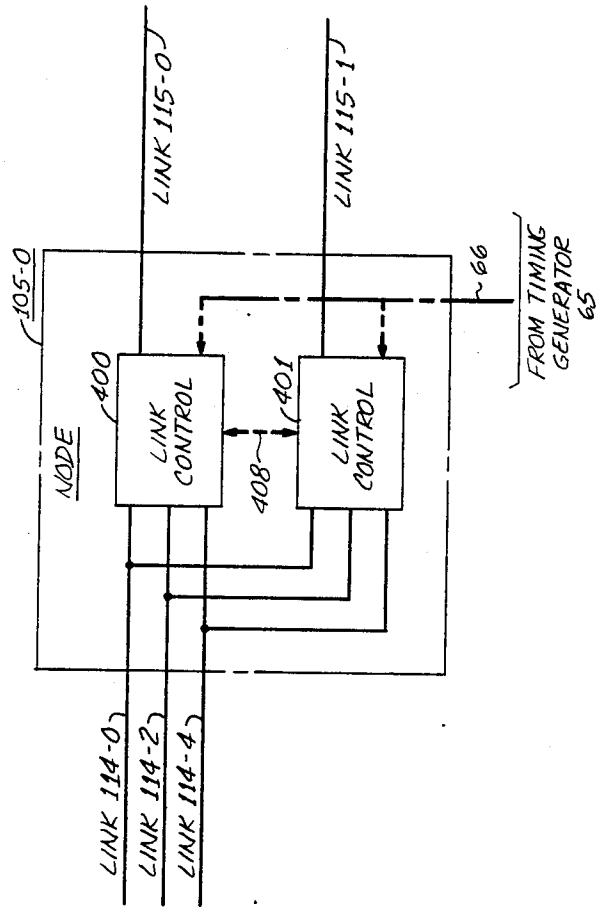 105-0
NODE
LINK 114-0
LINK 114-2
LINK 114-4
400
LINK
CONTROL
LINK 115-0
408
401
LINK
CONTROL
LINK 115-1
66
FROM TIMING
GENERATOR
65